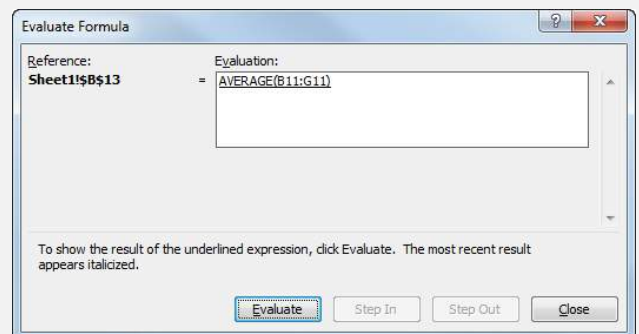 Evaluate Formula
Reference:
Evaluation:
Sheet1!$B$13
= AVERAGE(B11:G11)
To show the result of the underlined expression, click Evaluate. The most recent result
appears italicized.
Evaluate
Step In
Step Out
Close